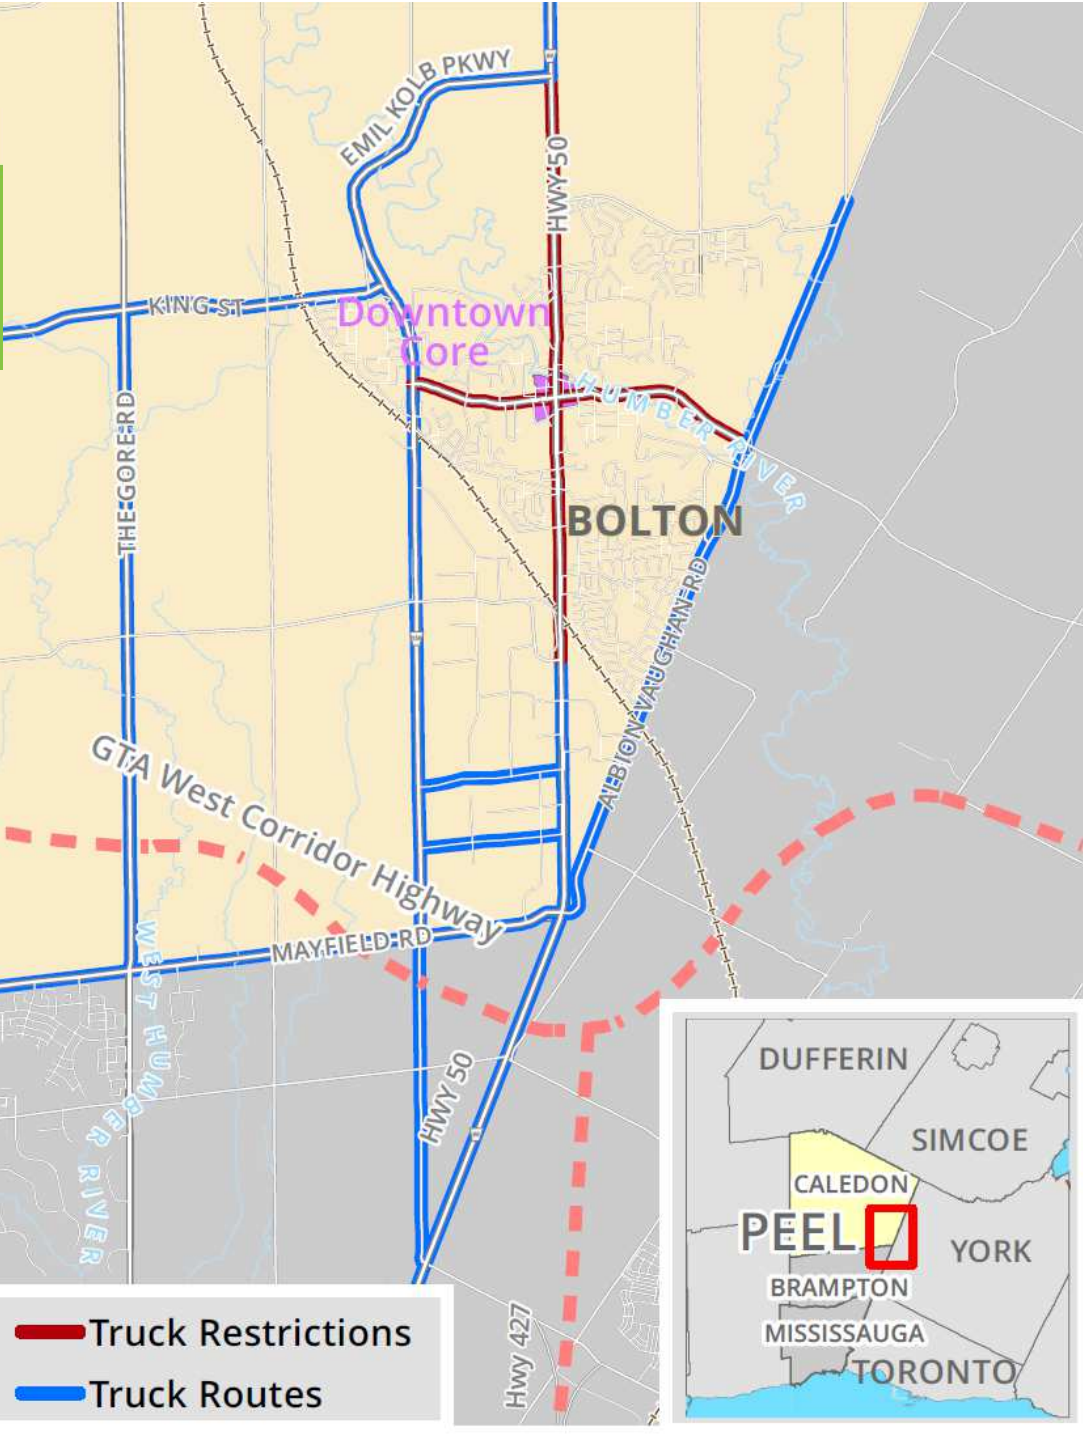 EMIL KOLB PKWY
HWY 50
KING ST
Downtown
Core
HUMBER RIVER
THE GORE RD
BOLTON
ALBION-VAUGHAN RD
GTA West Corridor Highway
MAYFIELD RD
WEST HUMBER RIVER
HWY 50
Hwy 427
Truck Restrictions
Truck Routes
DUFFERIN
SIMCOE
CALEDON
PEEL
YORK
BRAMPTON
MISSISSAUGA
TORONTO